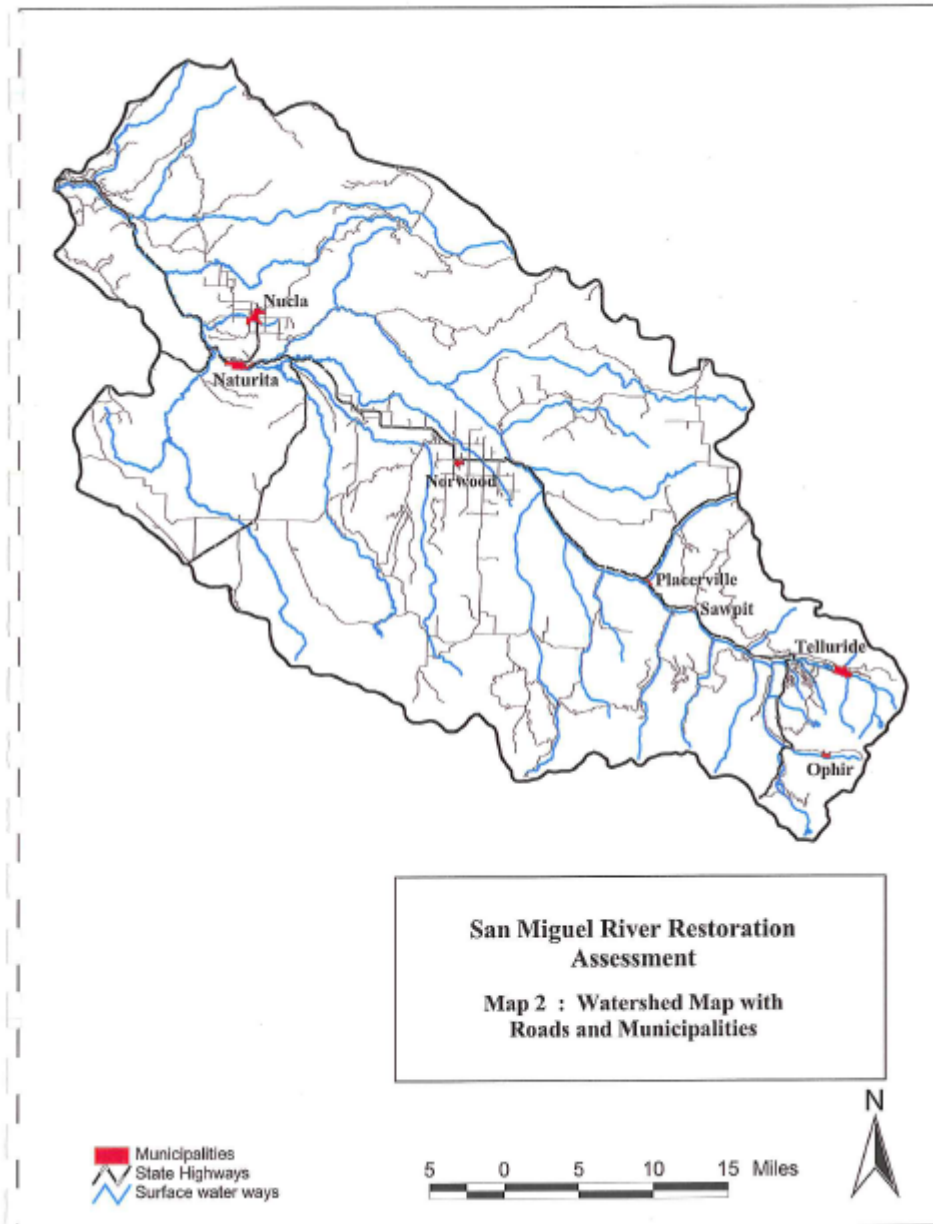 Nucla
Naturita
Norwood
Placerville
Sawpit
Telluride
Ophir
San Miguel River Restoration
Assessment
Map 2 : Watershed Map with
Roads and Municipalities
N
Municipalities
State Highways
Surface water ways
5 0 5 10 15 Miles